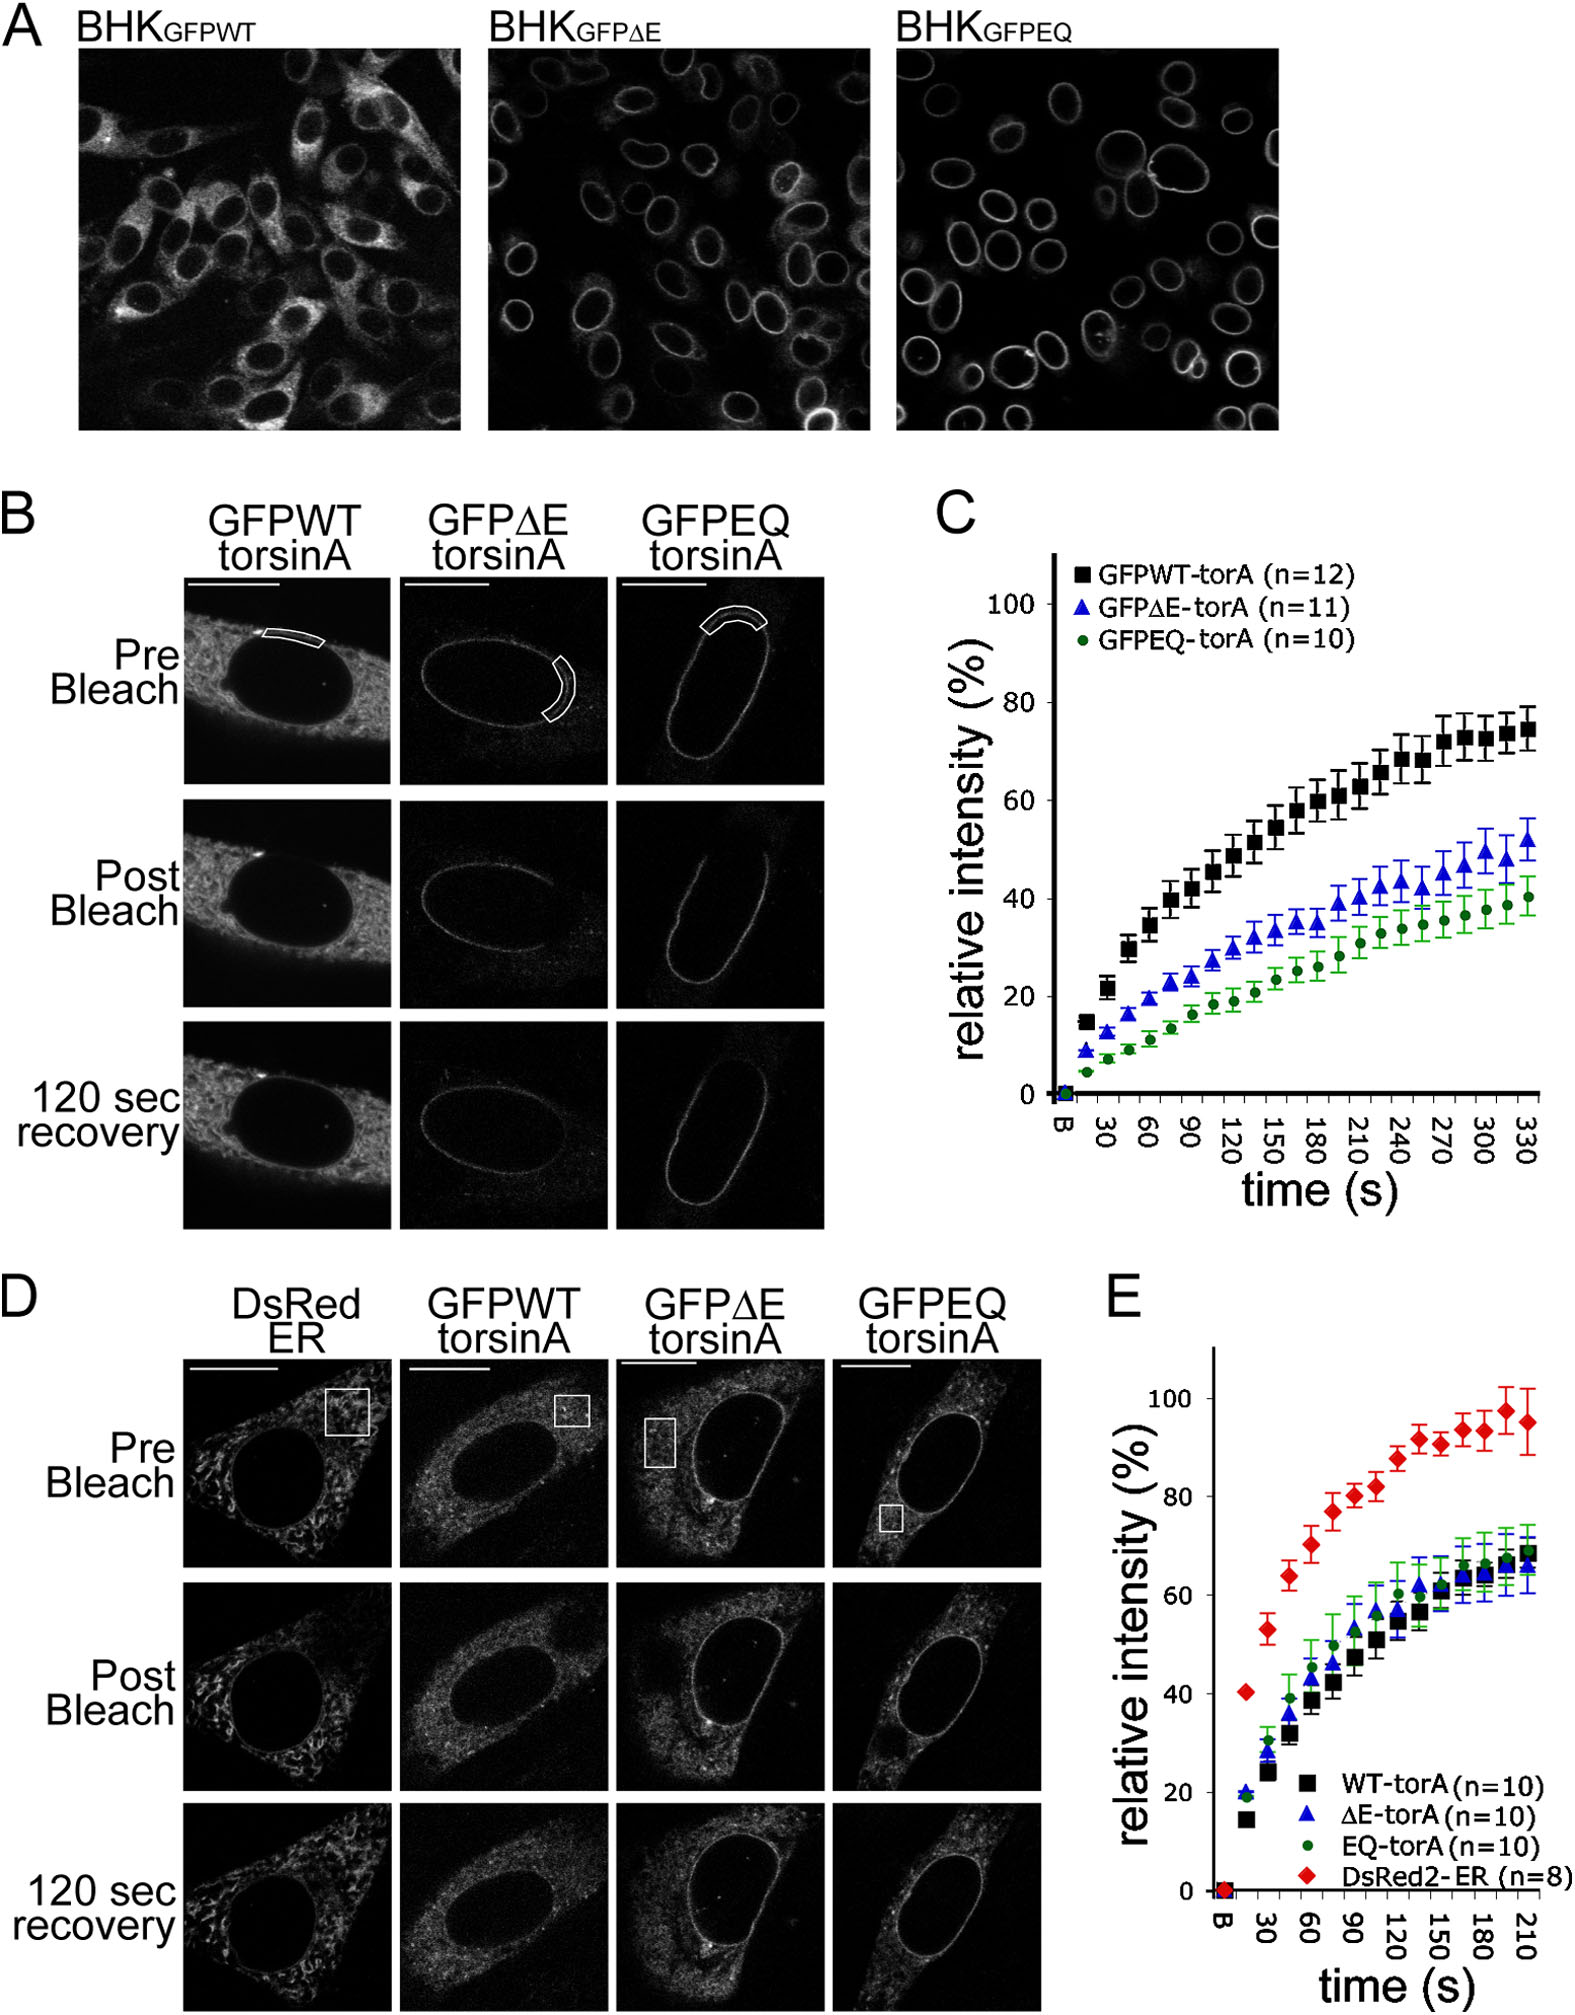 A
BHKGFPWT
BHKGFPΔE
BHKGFPEQ
B
GFPWT
torsinA
GFPΔE
torsinA
GFPEQ
torsinA
Pre
Bleach
Post
Bleach
120 sec
recovery
C
GFPWT-torA (n=12)
GFPΔE-torA (n=11)
GFPEQ-torA (n=10)
relative intensity (%)
100
80
60
40
20
0
B 30 60 90 120 150 180 210 240 270 300 330
time (s)
D
DsRed
ER
GFPWT
torsinA
GFPΔE
torsinA
GFPEQ
torsinA
Pre
Bleach
Post
Bleach
120 sec
recovery
E
relative intensity (%)
100
80
60
40
20
0
WT-torA (n=10)
ΔE-torA (n=10)
EQ-torA (n=10)
DsRed2-ER (n=8)
B 30 60 90 120 150 180 210
time (s)